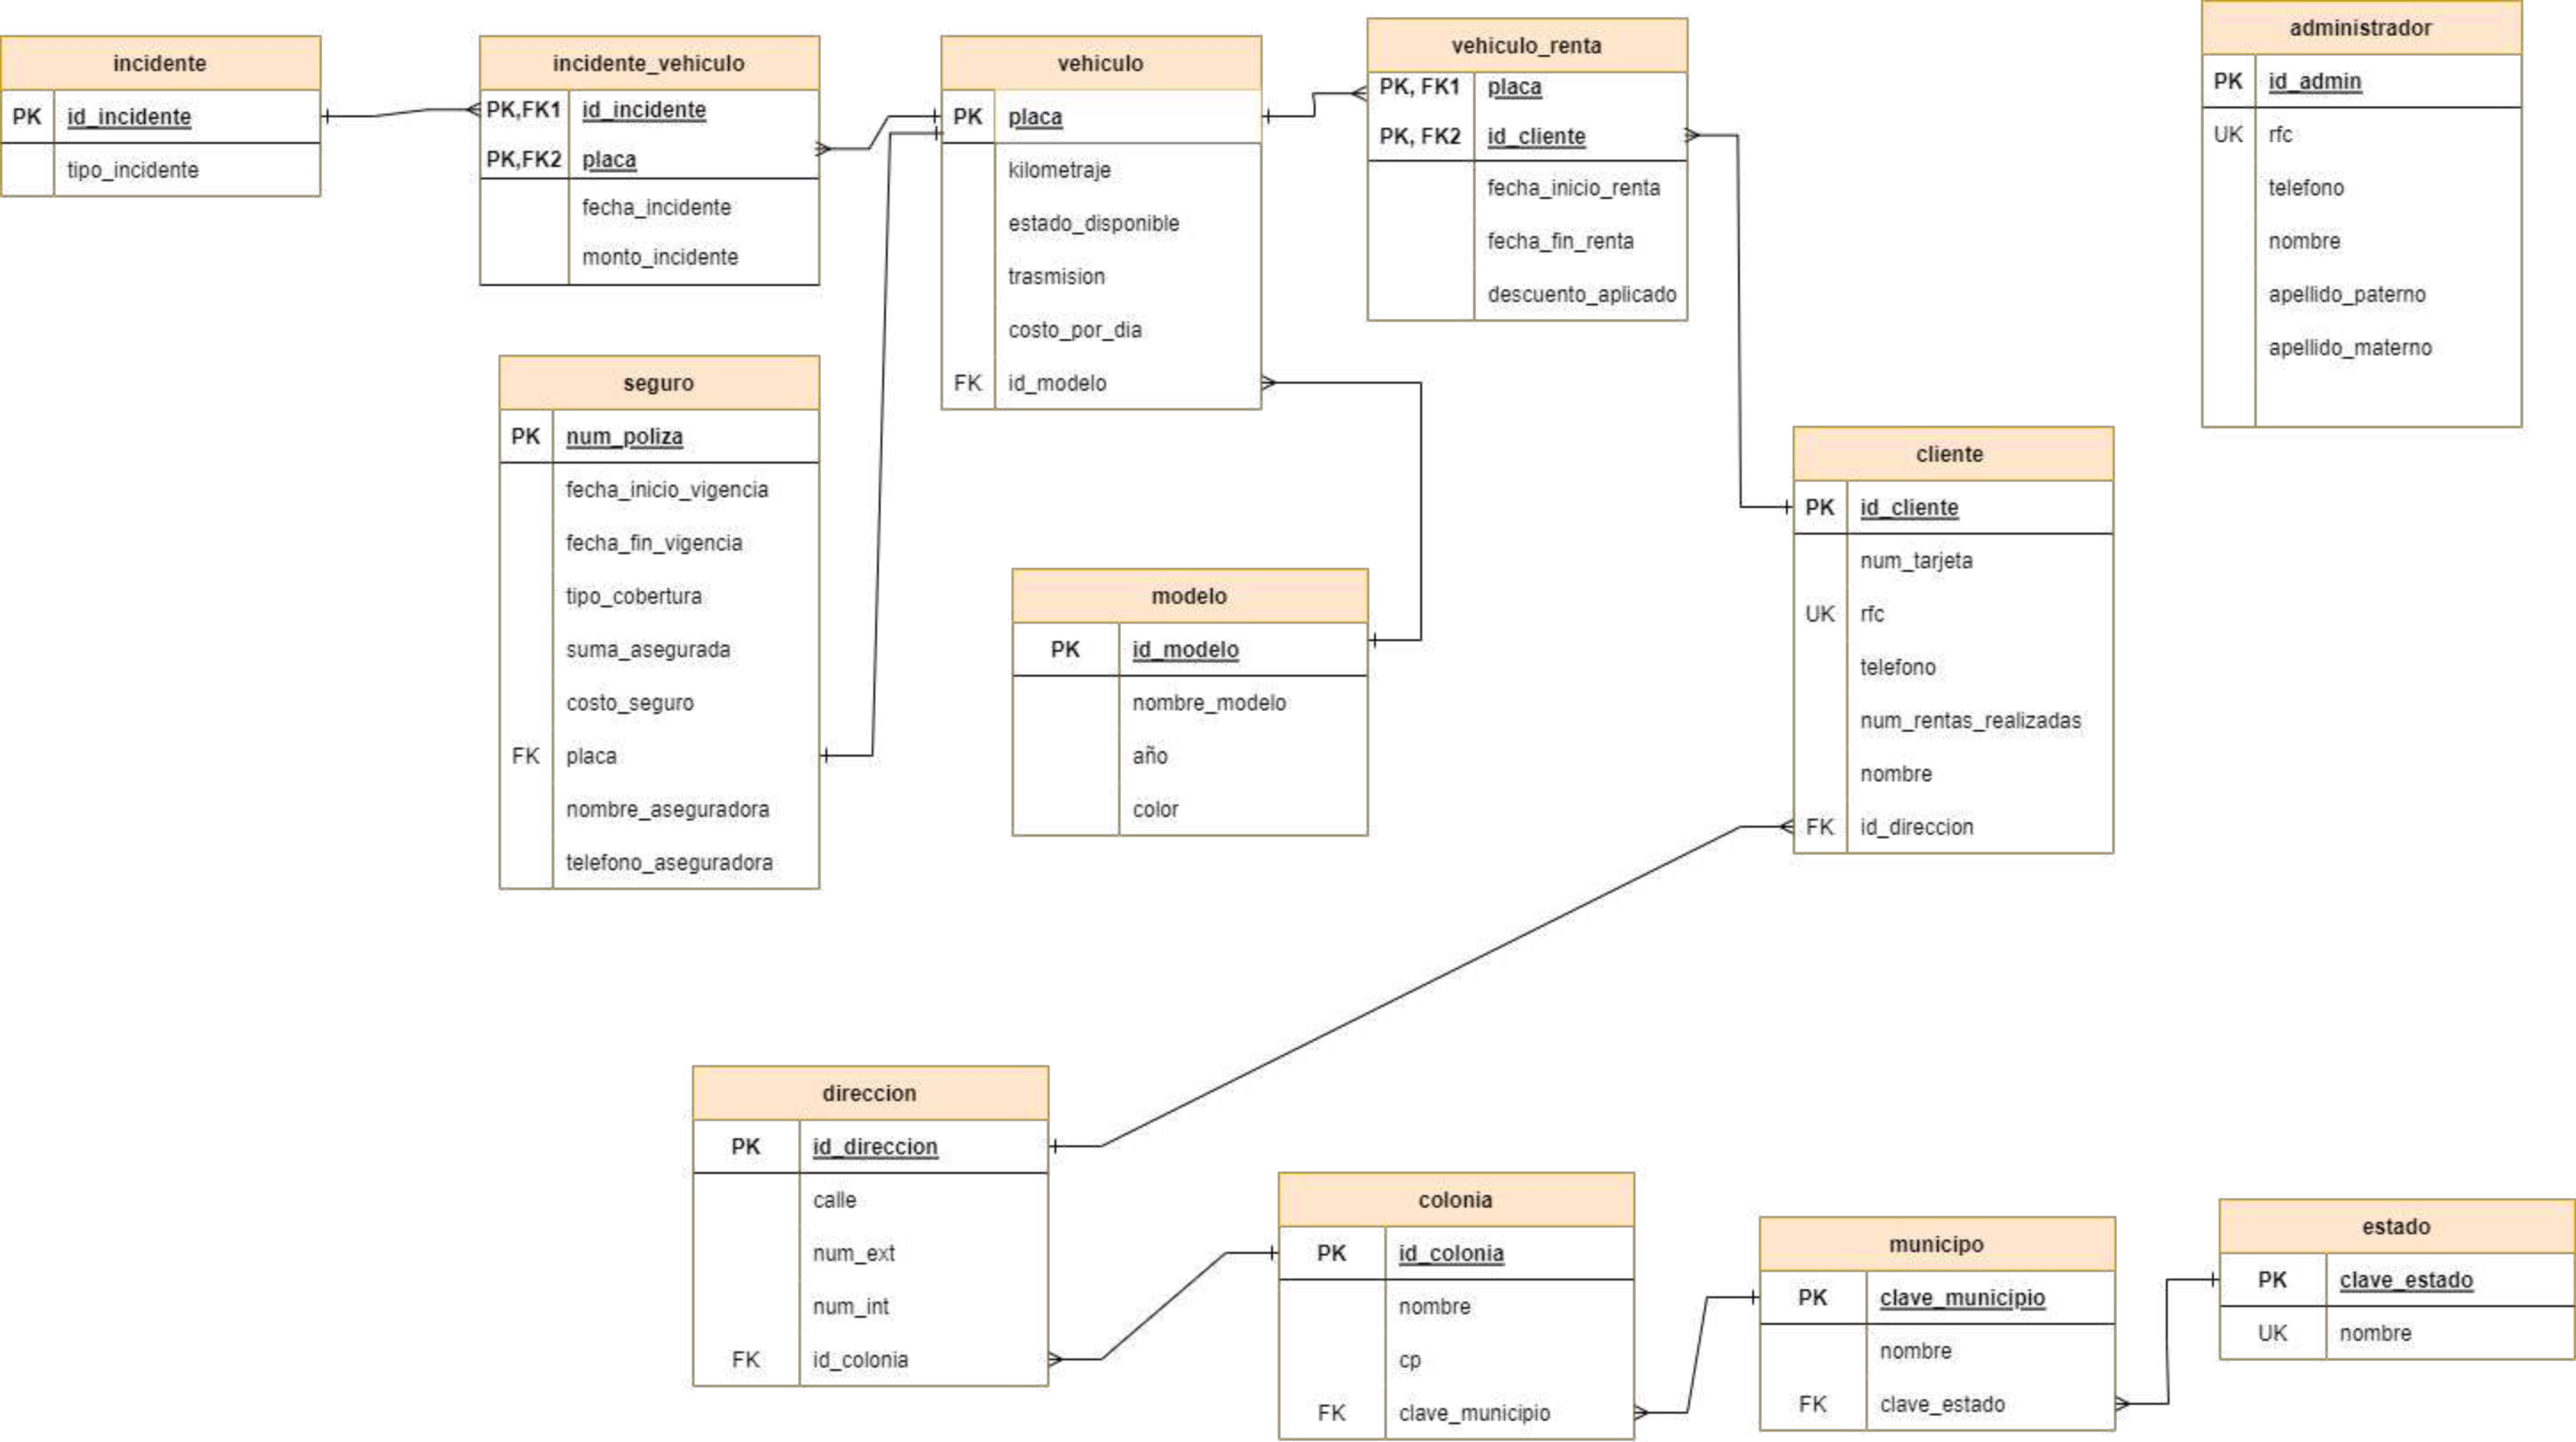 incidente
PK id_incidente
tipo_incidente
incidente_vehiculo
PK,FK1 id_incidente
PK,FK2 placa
fecha_incidente
monto_incidente
vehiculo
PK placa
kilometraje
estado_disponible
trasmision
costo_por_dia
FK id_modelo
vehiculo_renta
PK, FK1 placa
PK, FK2 id_cliente
fecha_inicio_renta
fecha_fin_renta
descuento_aplicado
administrador
PK id_admin
UK rfc
telefono
nombre
apellido_paterno
apellido_materno
seguro
PK num_poliza
fecha_inicio_vigencia
fecha_fin_vigencia
tipo_cobertura
suma_asegurada
costo_seguro
FK placa
nombre_aseguradora
telefono_aseguradora
modelo
PK id_modelo
nombre_modelo
año
color
cliente
PK id_cliente
num_tarjeta
UK rfc
telefono
num_rentas_realizadas
nombre
FK id_direccion
direccion
PK id_direccion
calle
num_ext
num_int
FK id_colonia
colonia
PK id_colonia
nombre
cp
FK clave_municipio
municipo
PK clave_municipio
nombre
FK clave_estado
estado
PK clave_estado
UK nombre